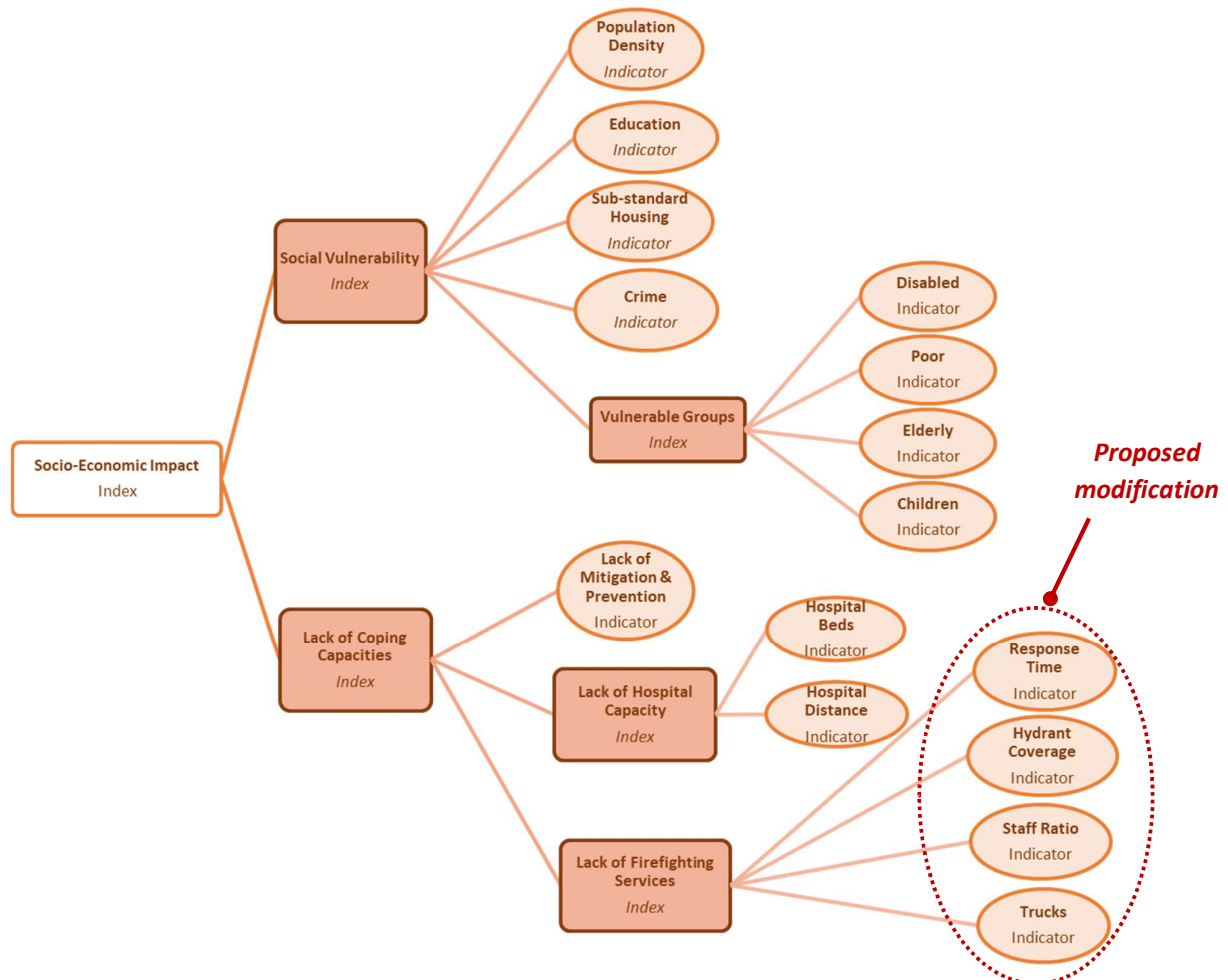 Population
Density
Indicator
Education
Indicator
Sub-standard
Housing
Indicator
Crime
Indicator
Social Vulnerability
Index
Vulnerable Groups
Index
Disabled
Indicator
Poor
Indicator
Elderly
Indicator
Children
Indicator
Socio-Economic Impact
Index
Proposed
modification
Lack of Coping
Capacities
Index
Lack of
Mitigation &
Prevention
Indicator
Lack of Hospital
Capacity
Index
Hospital
Beds
Indicator
Hospital
Distance
Indicator
Lack of Firefighting
Services
Index
Response
Time
Indicator
Hydrant
Coverage
Indicator
Staff Ratio
Indicator
Trucks
Indicator